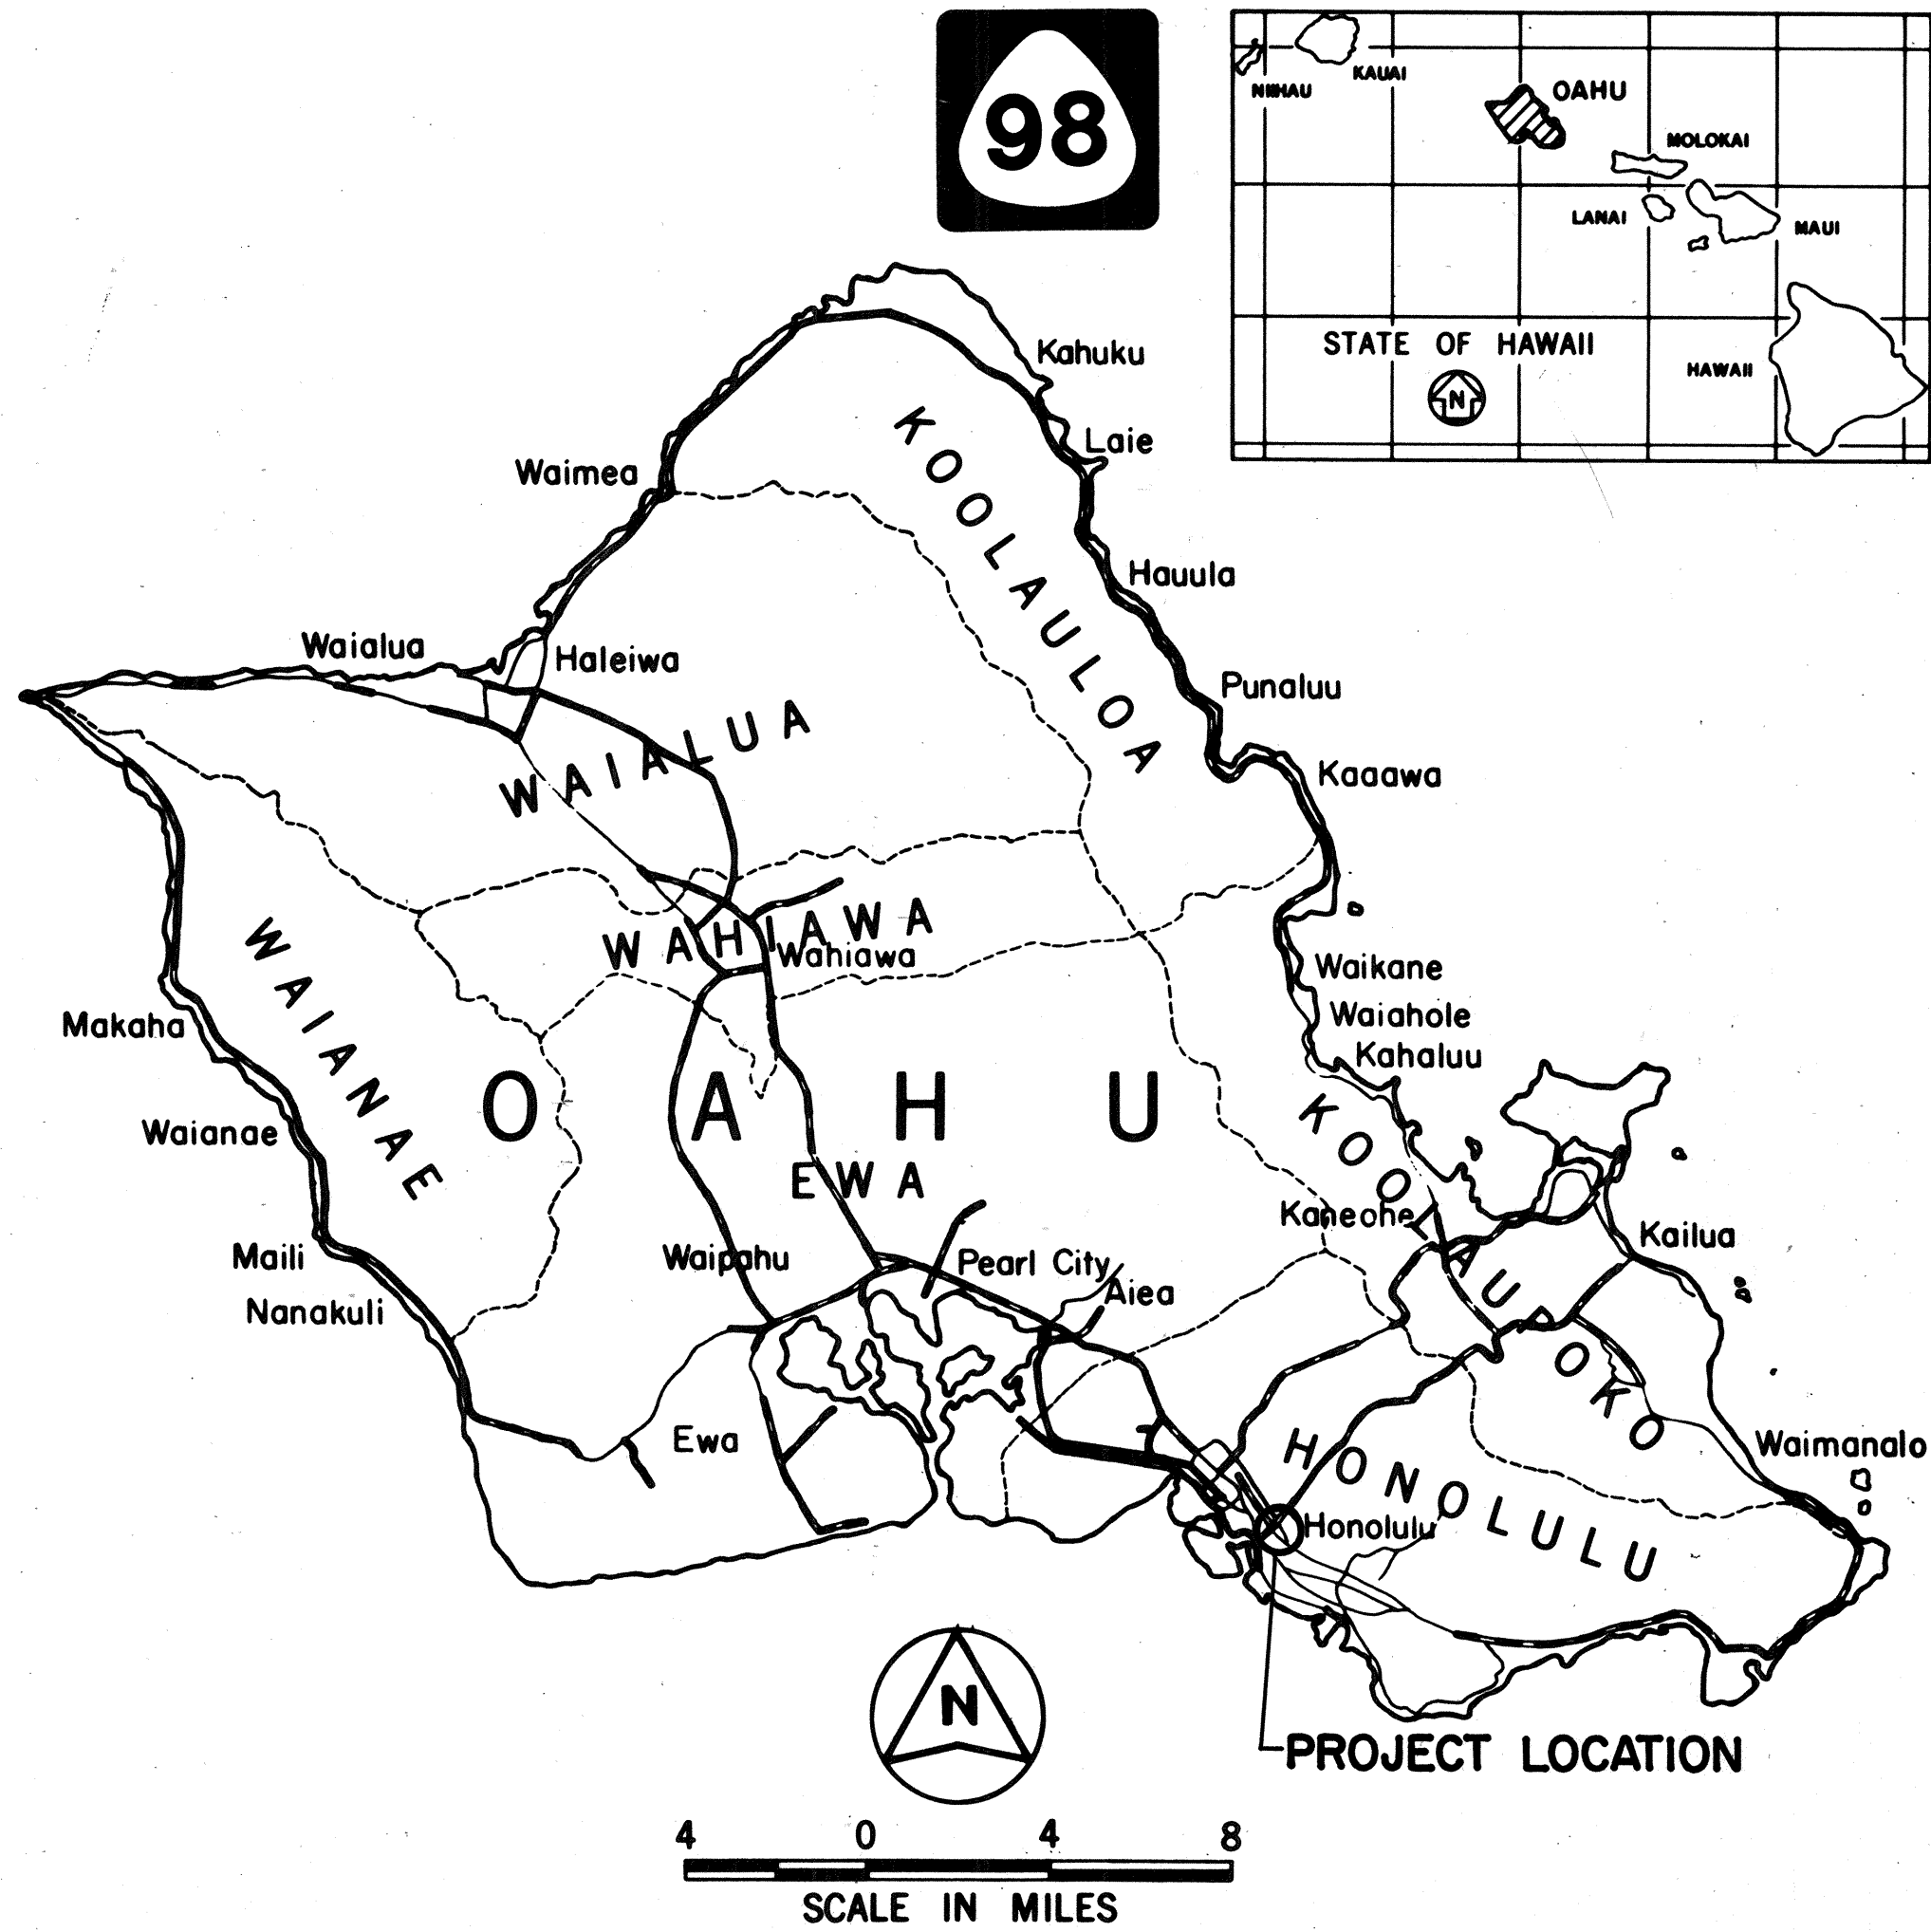 98
NIIHAU
KAUAI
OAHU
MOLOKAI
LANAI
MAUI
STATE OF HAWAII
HAWAII
N
Kahuku
Laie
Waimea
KOOLAULOA
Hauula
Waialua
Haleiwa
Punaluu
WAIALUA
Kaaawa
WAHIAWA
Wahiawa
WAIANAE
Waikane
Waiahole
Makaha
Kahaluu
OAHU
Waianae
EWA
KOOLAUPOKO
Kaneohe
Kailua
Maili
Waipahu
Pearl City
Aiea
Nanakuli
Ewa
HONOLULU
Waimanalo
Honolulu
N
PROJECT LOCATION
4 0 4 8
SCALE IN MILES